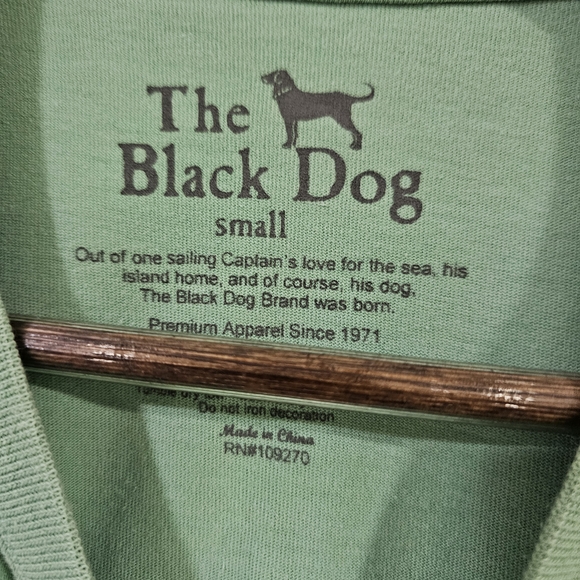 The
Black Dog
small
Out of one sailing Captain's love for the sea, his
island home, and of course, his dog,
The Black Dog Brand was born.
Premium Apparel Since 1971
Do not iron decoration
Made in China
RN#109270